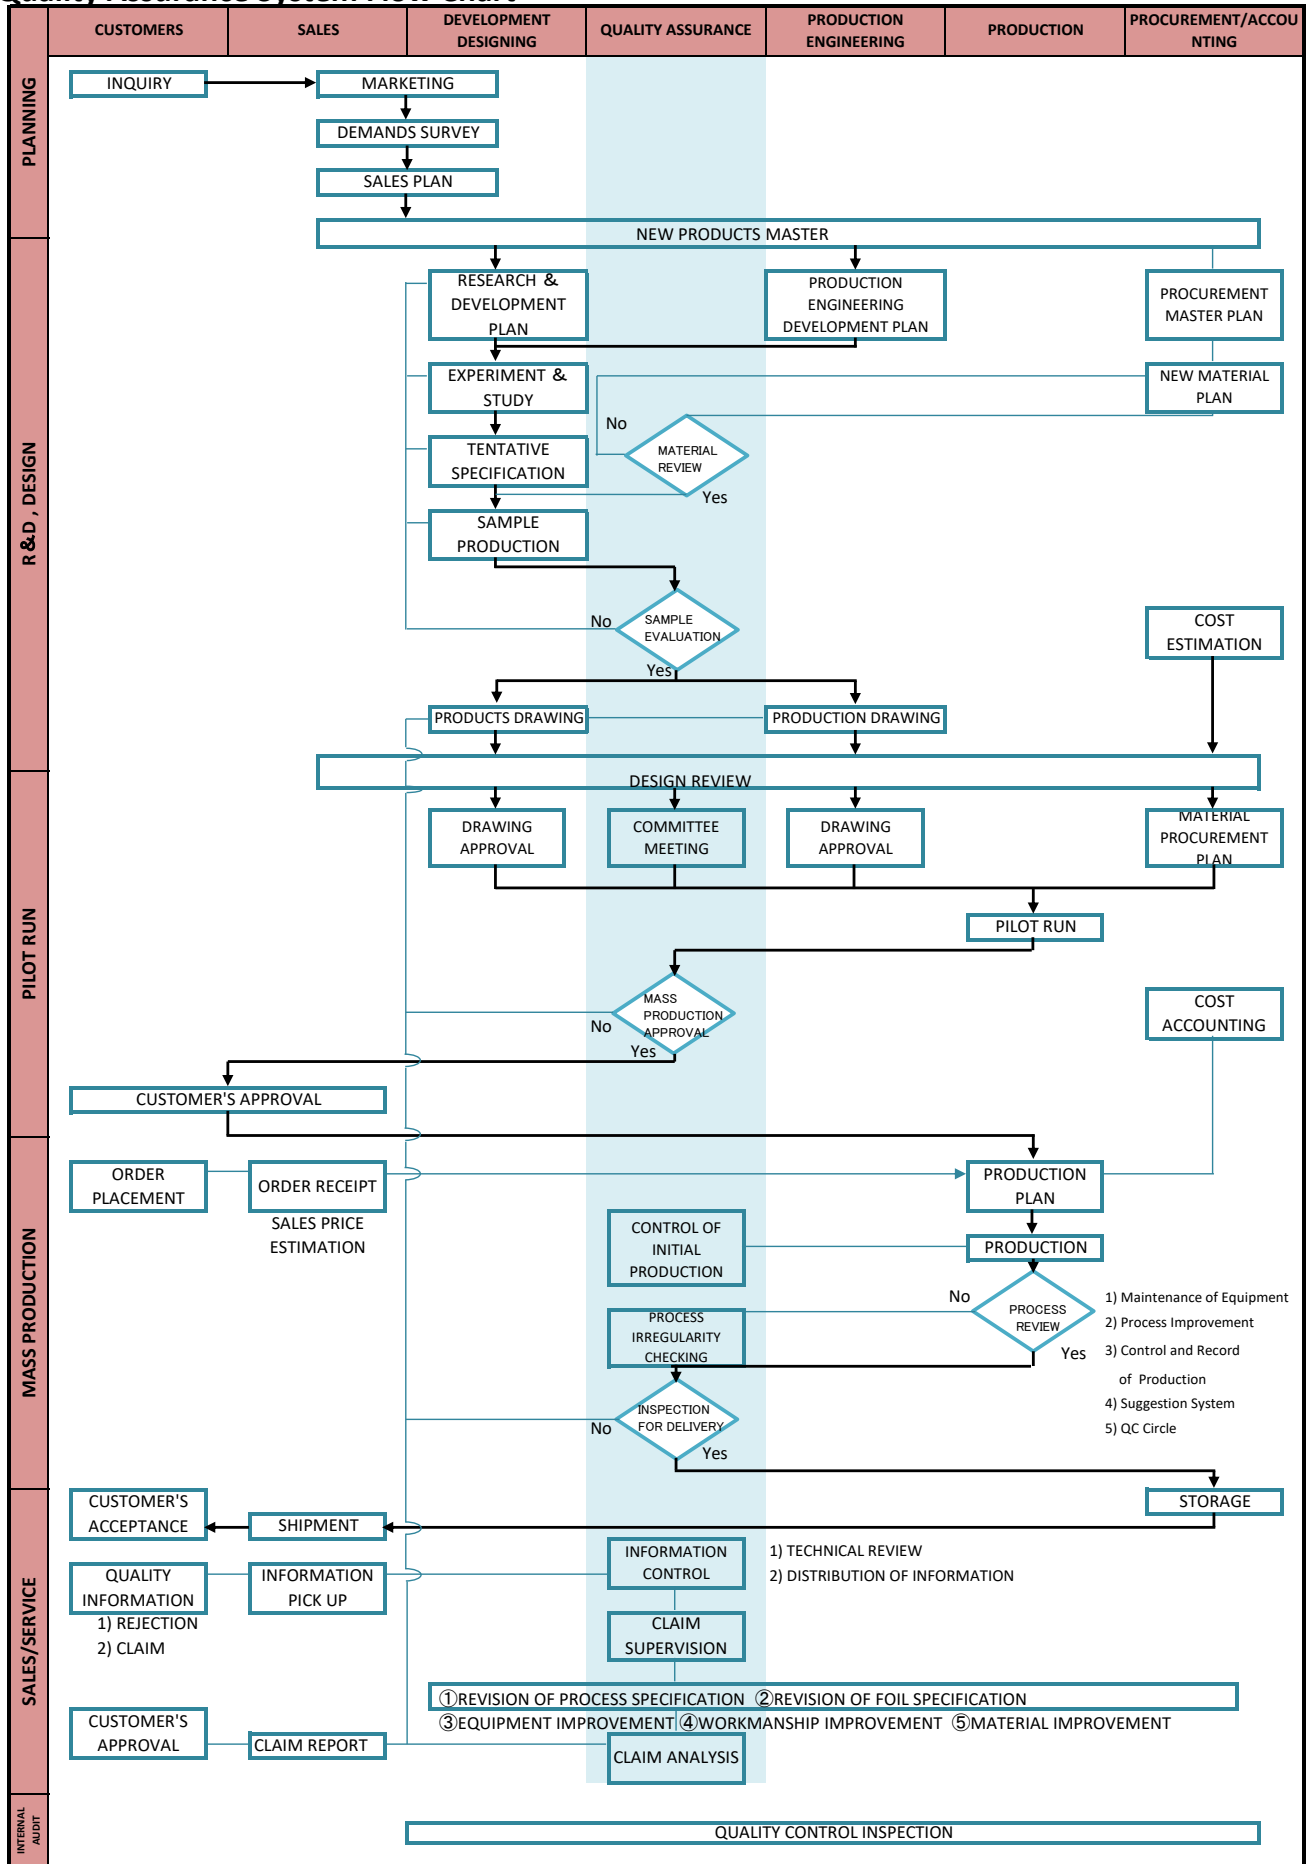 Quality Assurance System Flow Chart
CUSTOMERS
SALES
DEVELOPMENT
DESIGNING
QUALITY ASSURANCE
PRODUCTION
ENGINEERING
PRODUCTION
PROCUREMENT/ACCOU
NTING
PLANNING
INQUIRY
MARKETING
DEMANDS SURVEY
SALES PLAN
NEW PRODUCTS MASTER
R&D , DESIGN
RESEARCH &
DEVELOPMENT
PLAN
PRODUCTION
ENGINEERING
DEVELOPMENT PLAN
PROCUREMENT
MASTER PLAN
EXPERIMENT &
STUDY
NEW MATERIAL
PLAN
No
MATERIAL
REVIEW
Yes
TENTATIVE
SPECIFICATION
SAMPLE
PRODUCTION
No
SAMPLE
EVALUATION
Yes
COST
ESTIMATION
PRODUCTS DRAWING
PRODUCTION DRAWING
DESIGN REVIEW
PILOT RUN
DRAWING
APPROVAL
COMMITTEE
MEETING
DRAWING
APPROVAL
MATERIAL
PROCUREMENT
PLAN
PILOT RUN
MASS
PRODUCTION
APPROVAL
No
Yes
COST
ACCOUNTING
CUSTOMER'S APPROVAL
MASS PRODUCTION
ORDER
PLACEMENT
ORDER RECEIPT
SALES PRICE
ESTIMATION
PRODUCTION
PLAN
CONTROL OF
INITIAL
PRODUCTION
PRODUCTION
No
PROCESS
REVIEW
Yes
1) Maintenance of Equipment
2) Process Improvement
3) Control and Record
of Production
4) Suggestion System
5) QC Circle
PROCESS
IRREGULARITY
CHECKING
INSPECTION
FOR DELIVERY
No
Yes
SALES/SERVICE
CUSTOMER'S
ACCEPTANCE
SHIPMENT
STORAGE
QUALITY
INFORMATION
1) REJECTION
2) CLAIM
INFORMATION
PICK UP
INFORMATION
CONTROL
1) TECHNICAL REVIEW
2) DISTRIBUTION OF INFORMATION
CLAIM
SUPERVISION
①REVISION OF PROCESS SPECIFICATION ②REVISION OF FOIL SPECIFICATION
③EQUIPMENT IMPROVEMENT ④WORKMANSHIP IMPROVEMENT ⑤MATERIAL IMPROVEMENT
CUSTOMER'S
APPROVAL
CLAIM REPORT
CLAIM ANALYSIS
INTERNAL
AUDIT
QUALITY CONTROL INSPECTION